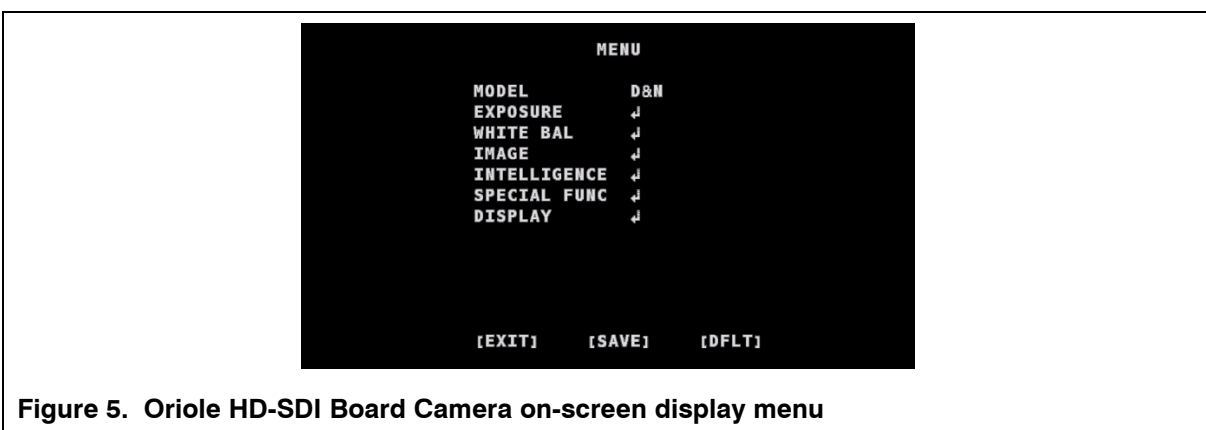 MENU
MODEL D&N
EXPOSURE ↲
WHITE BAL ↲
IMAGE ↲
INTELLIGENCE ↲
SPECIAL FUNC ↲
DISPLAY ↲
[EXIT] [SAVE] [DFLT]
Figure 5. Oriole HD-SDI Board Camera on-screen display menu